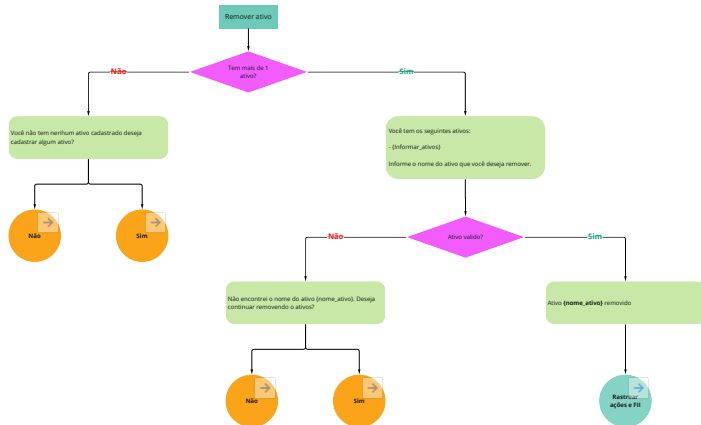 Remover ativo
Tem mais de 1
ativo?
Não
Sim
Você não tem nenhum ativo cadastrado deseja
cadastrar algum ativo?
Você tem os seguintes ativos:
- {Informar_ativos}
Informe o nome do ativo que você deseja remover.
Não
Sim
Não
Ativo valido?
Sim
Não encontrei o nome do ativo {nome_ativo}. Deseja
continuar removendo o ativos?
Ativo {nome_ativo} removido
Não
Sim
Rastrear
ações e FII